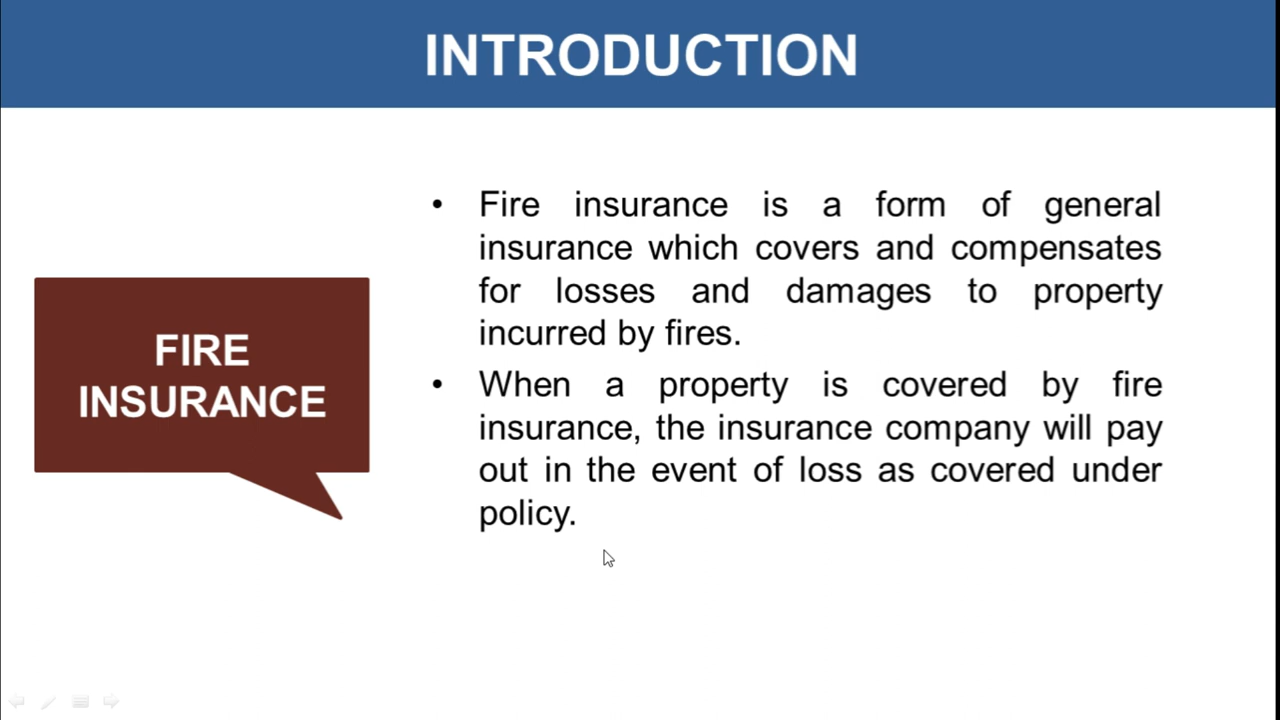 INTRODUCTION
FIRE
INSURANCE
• Fire insurance is a form of general
insurance which covers and compensates
for losses and damages to property
incurred by fires.
• When a property is covered by fire
insurance, the insurance company will pay
out in the event of loss as covered under
policy.